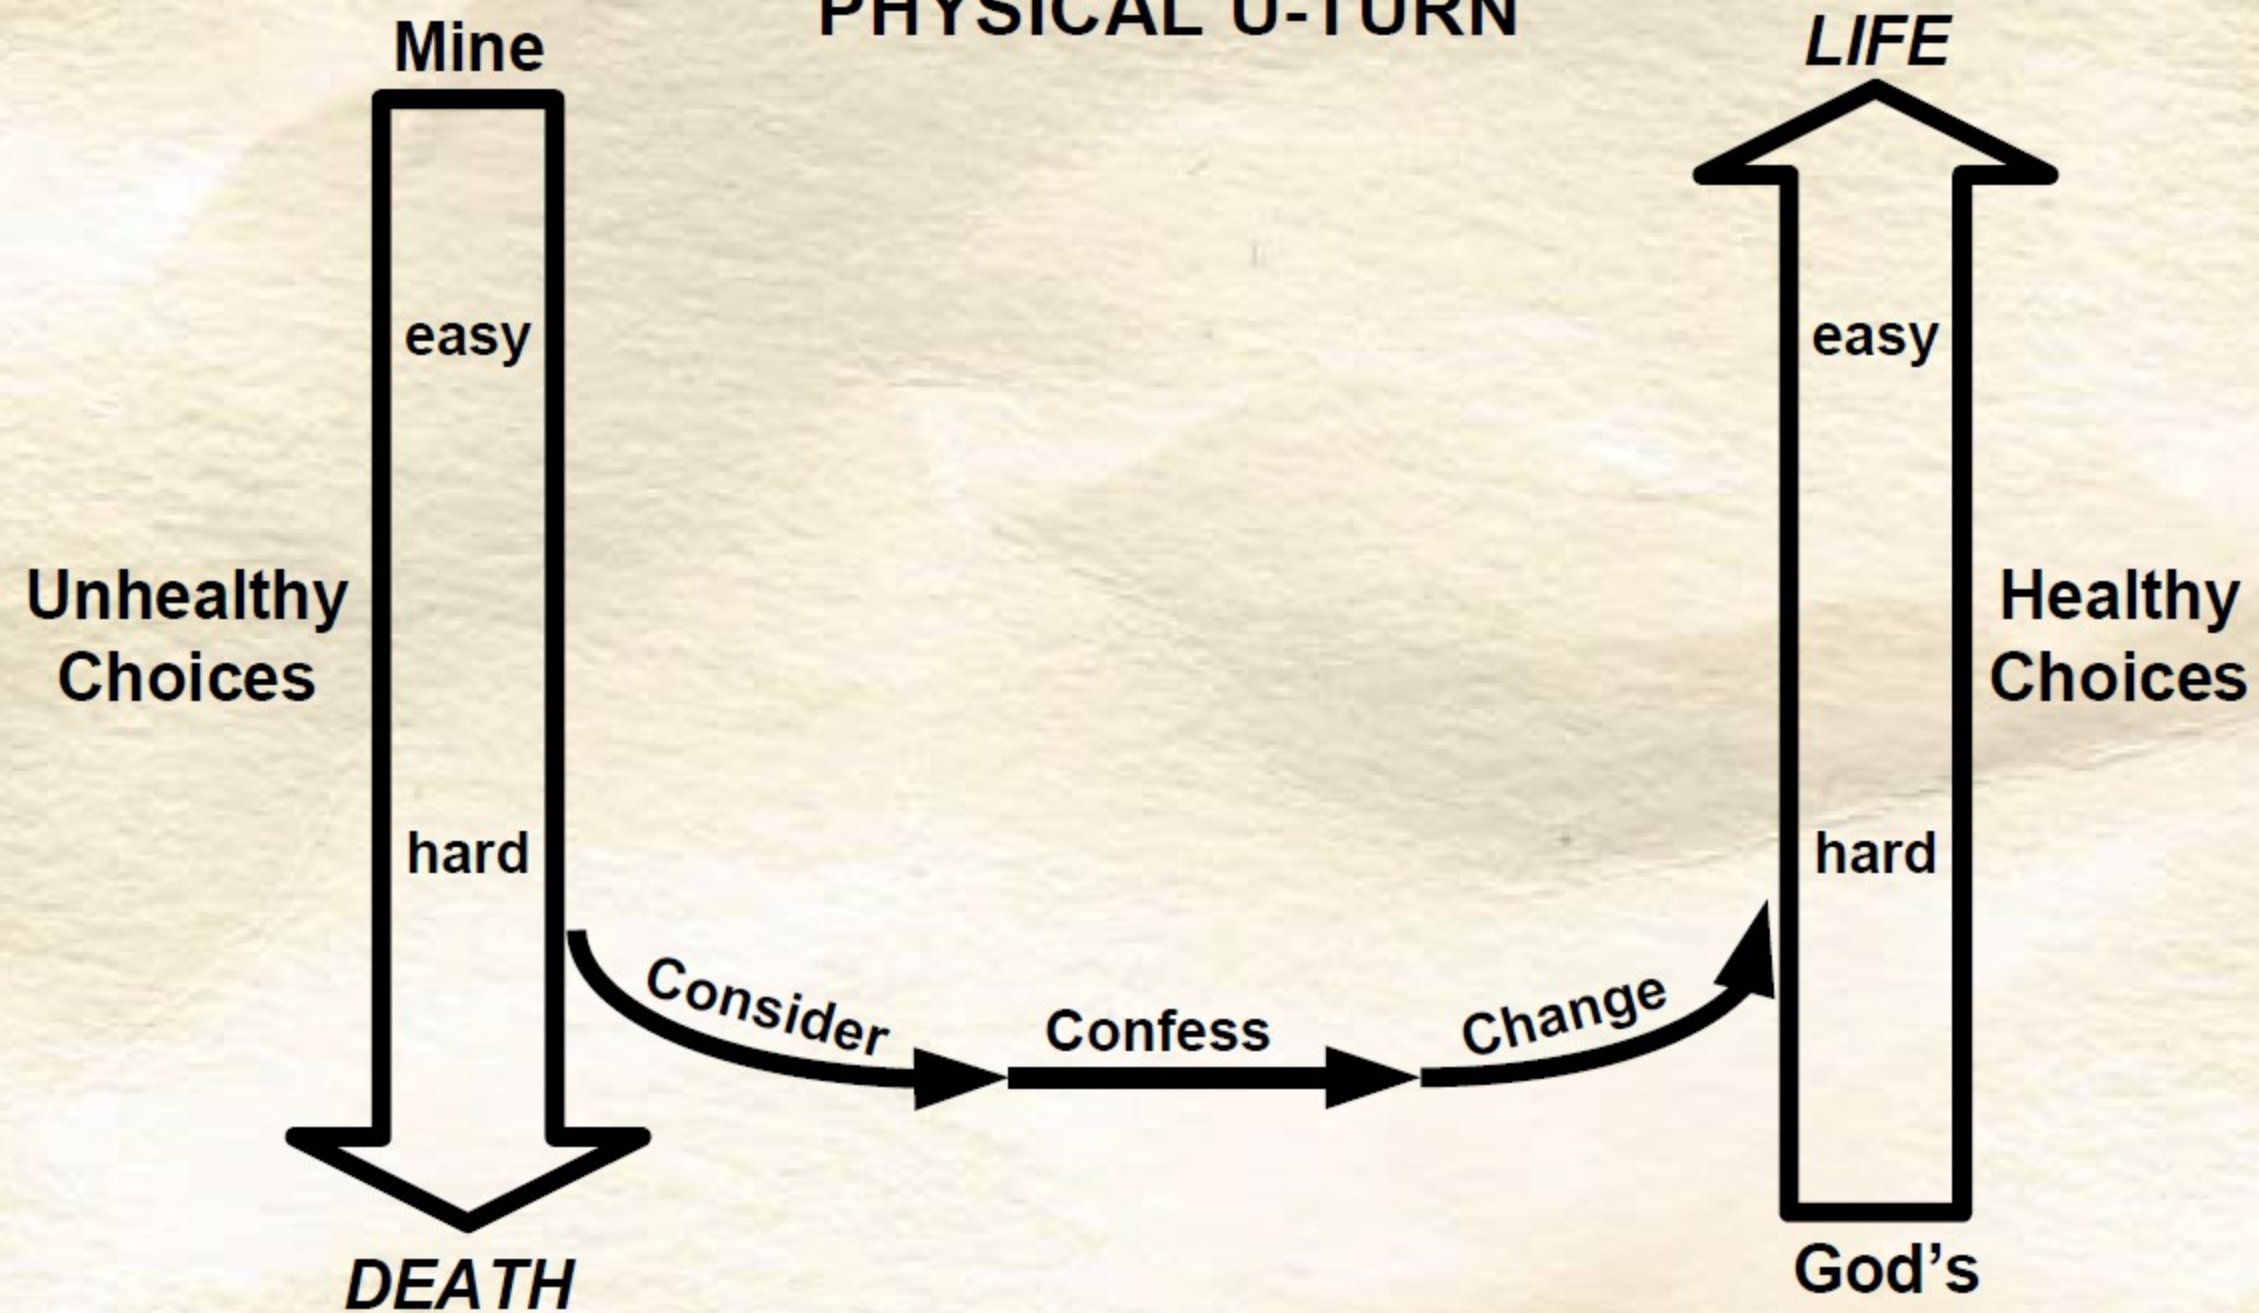 PHYSICAL U-TURN
Mine
LIFE
easy
easy
Unhealthy
Choices
Healthy
Choices
hard
hard
Consider
Confess
Change
DEATH
God’s